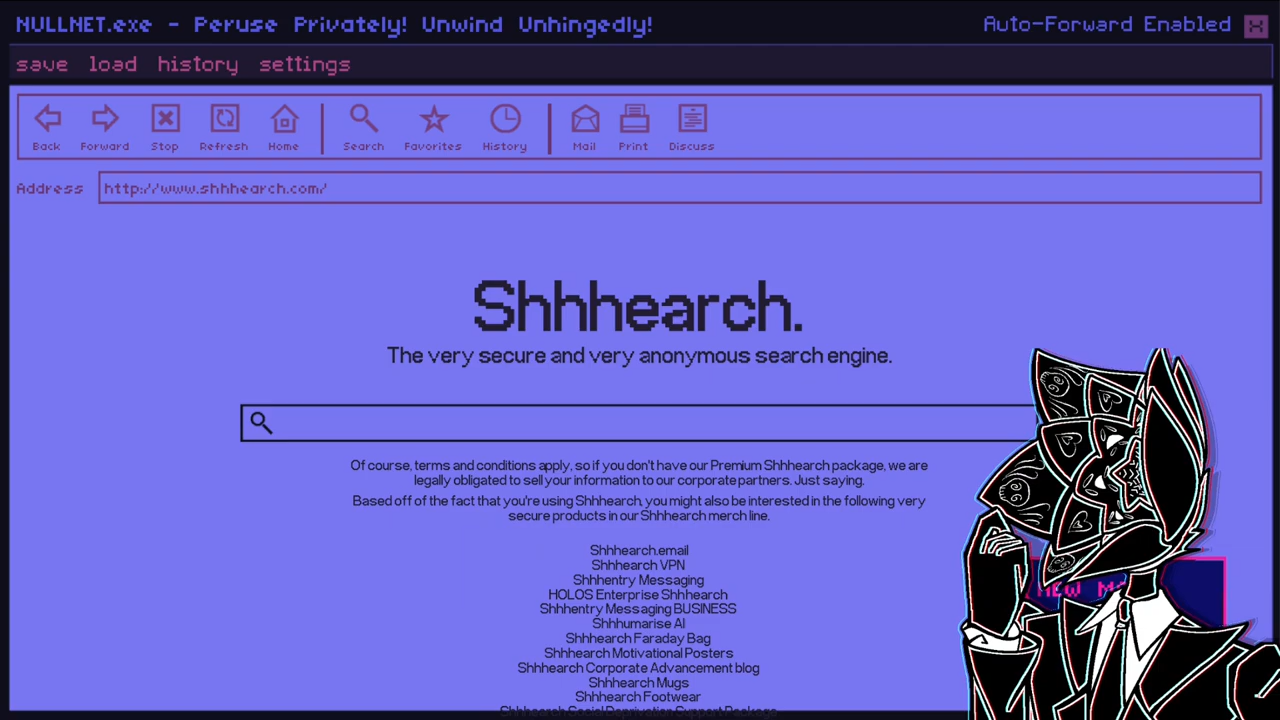 NULLNET.exe - Peruse Privately! Unwind Unhingedly!
Auto-Forward Enabled
save load history settings
Back Forward Stop Refresh Home Search Favorites History Mail Print Discuss
Address http://www.shhhearch.com/
Shhhearch.
The very secure and very anonymous search engine.
Of course, terms and conditions apply, so if you don't have our Premium Shhhearch package, we are
legally obligated to sell your information to our corporate partners. Just saying.
Based off of the fact that you're using Shhhearch, you might also be interested in the following very
secure products in our Shhhearch merch line.
Shhhearch.email
Shhhearch VPN
Shhhentry Messaging
HOLOS Enterprise Shhhearch
Shhhentry Messaging BUSINESS
Shhhumarise AI
Shhhearch Faraday Bag
Shhhearch Motivational Posters
Shhhearch Corporate Advancement blog
Shhhearch Mugs
Shhhearch Footwear
Shhhearch Social Deprivation Support Package
NEW